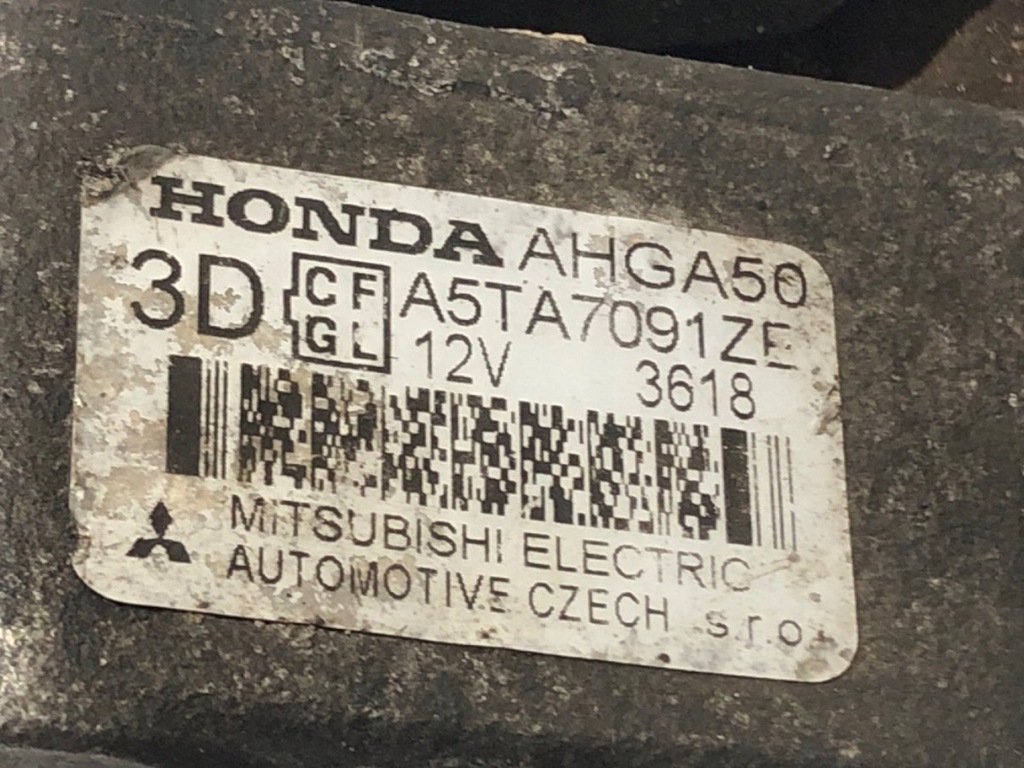 HONDA AHGA50
3D CF GL A5TA7091ZE
12V 3618
MITSUBISHI ELECTRIC
AUTOMOTIVE CZECH s.r.o.